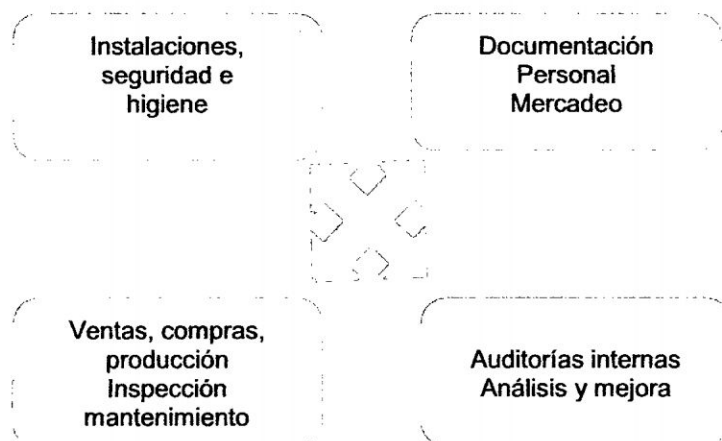 Instalaciones,
seguridad e
higiene
Documentación
Personal
Mercadeo
Ventas, compras,
producción
Inspección
mantenimiento
Auditorías internas
Análisis y mejora